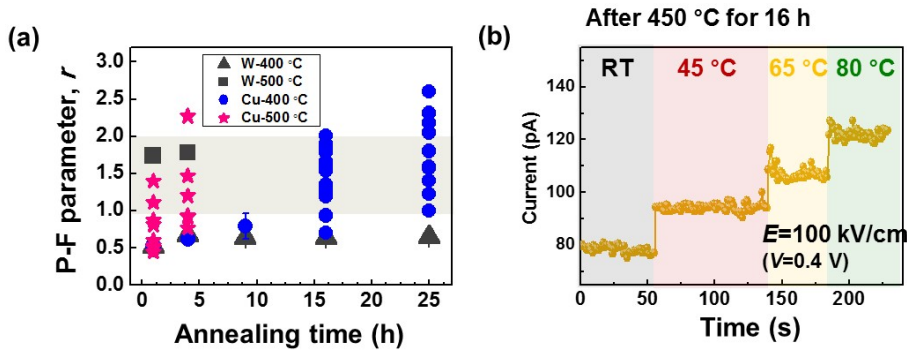 After 450 °C for 16 h
(a)
P-F parameter, r
3.0
2.5
2.0
1.5
1.0
0.5
0.0
W-400 °C
W-500 °C
Cu-400 °C
Cu-500 °C
0 5 10 15 20 25
Annealing time (h)
(b)
Current (pA)
140
120
100
80
RT 45 °C 65 °C 80 °C
E=100 kV/cm
(V=0.4 V)
0 50 100 150 200
Time (s)